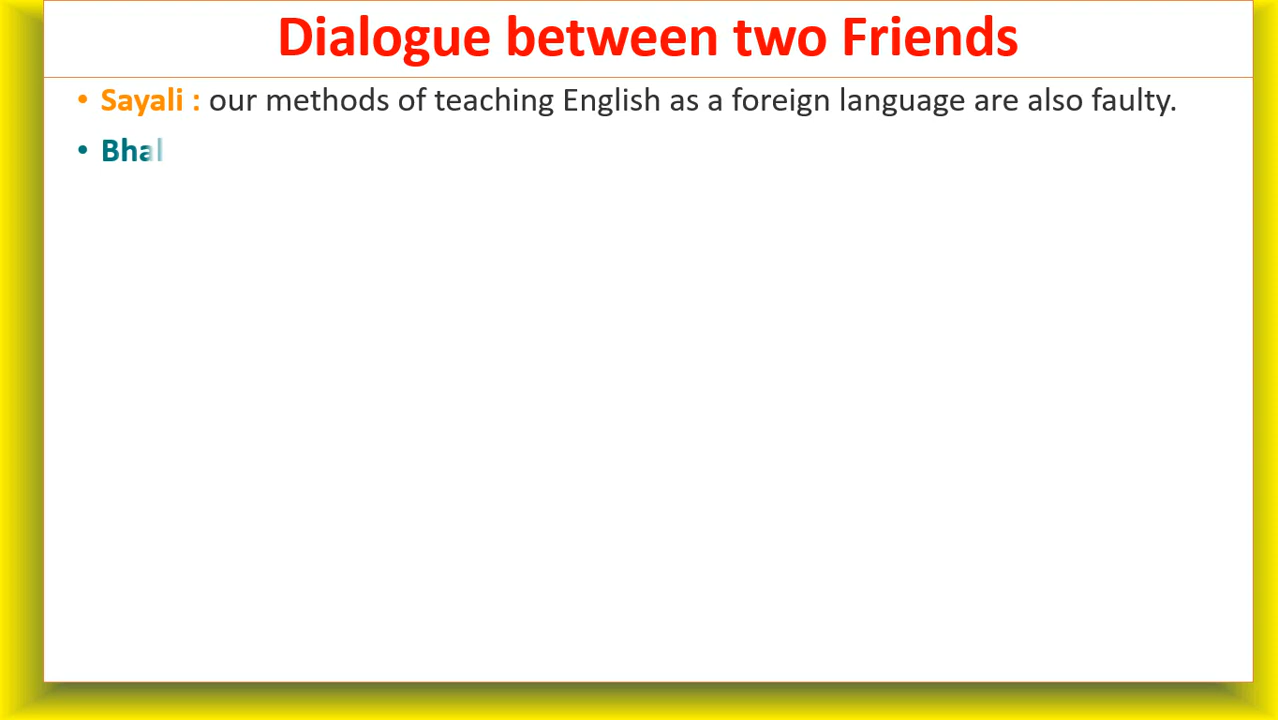 Dialogue between two Friends
• Sayali : our methods of teaching English as a foreign language are also faulty.
• Bhal